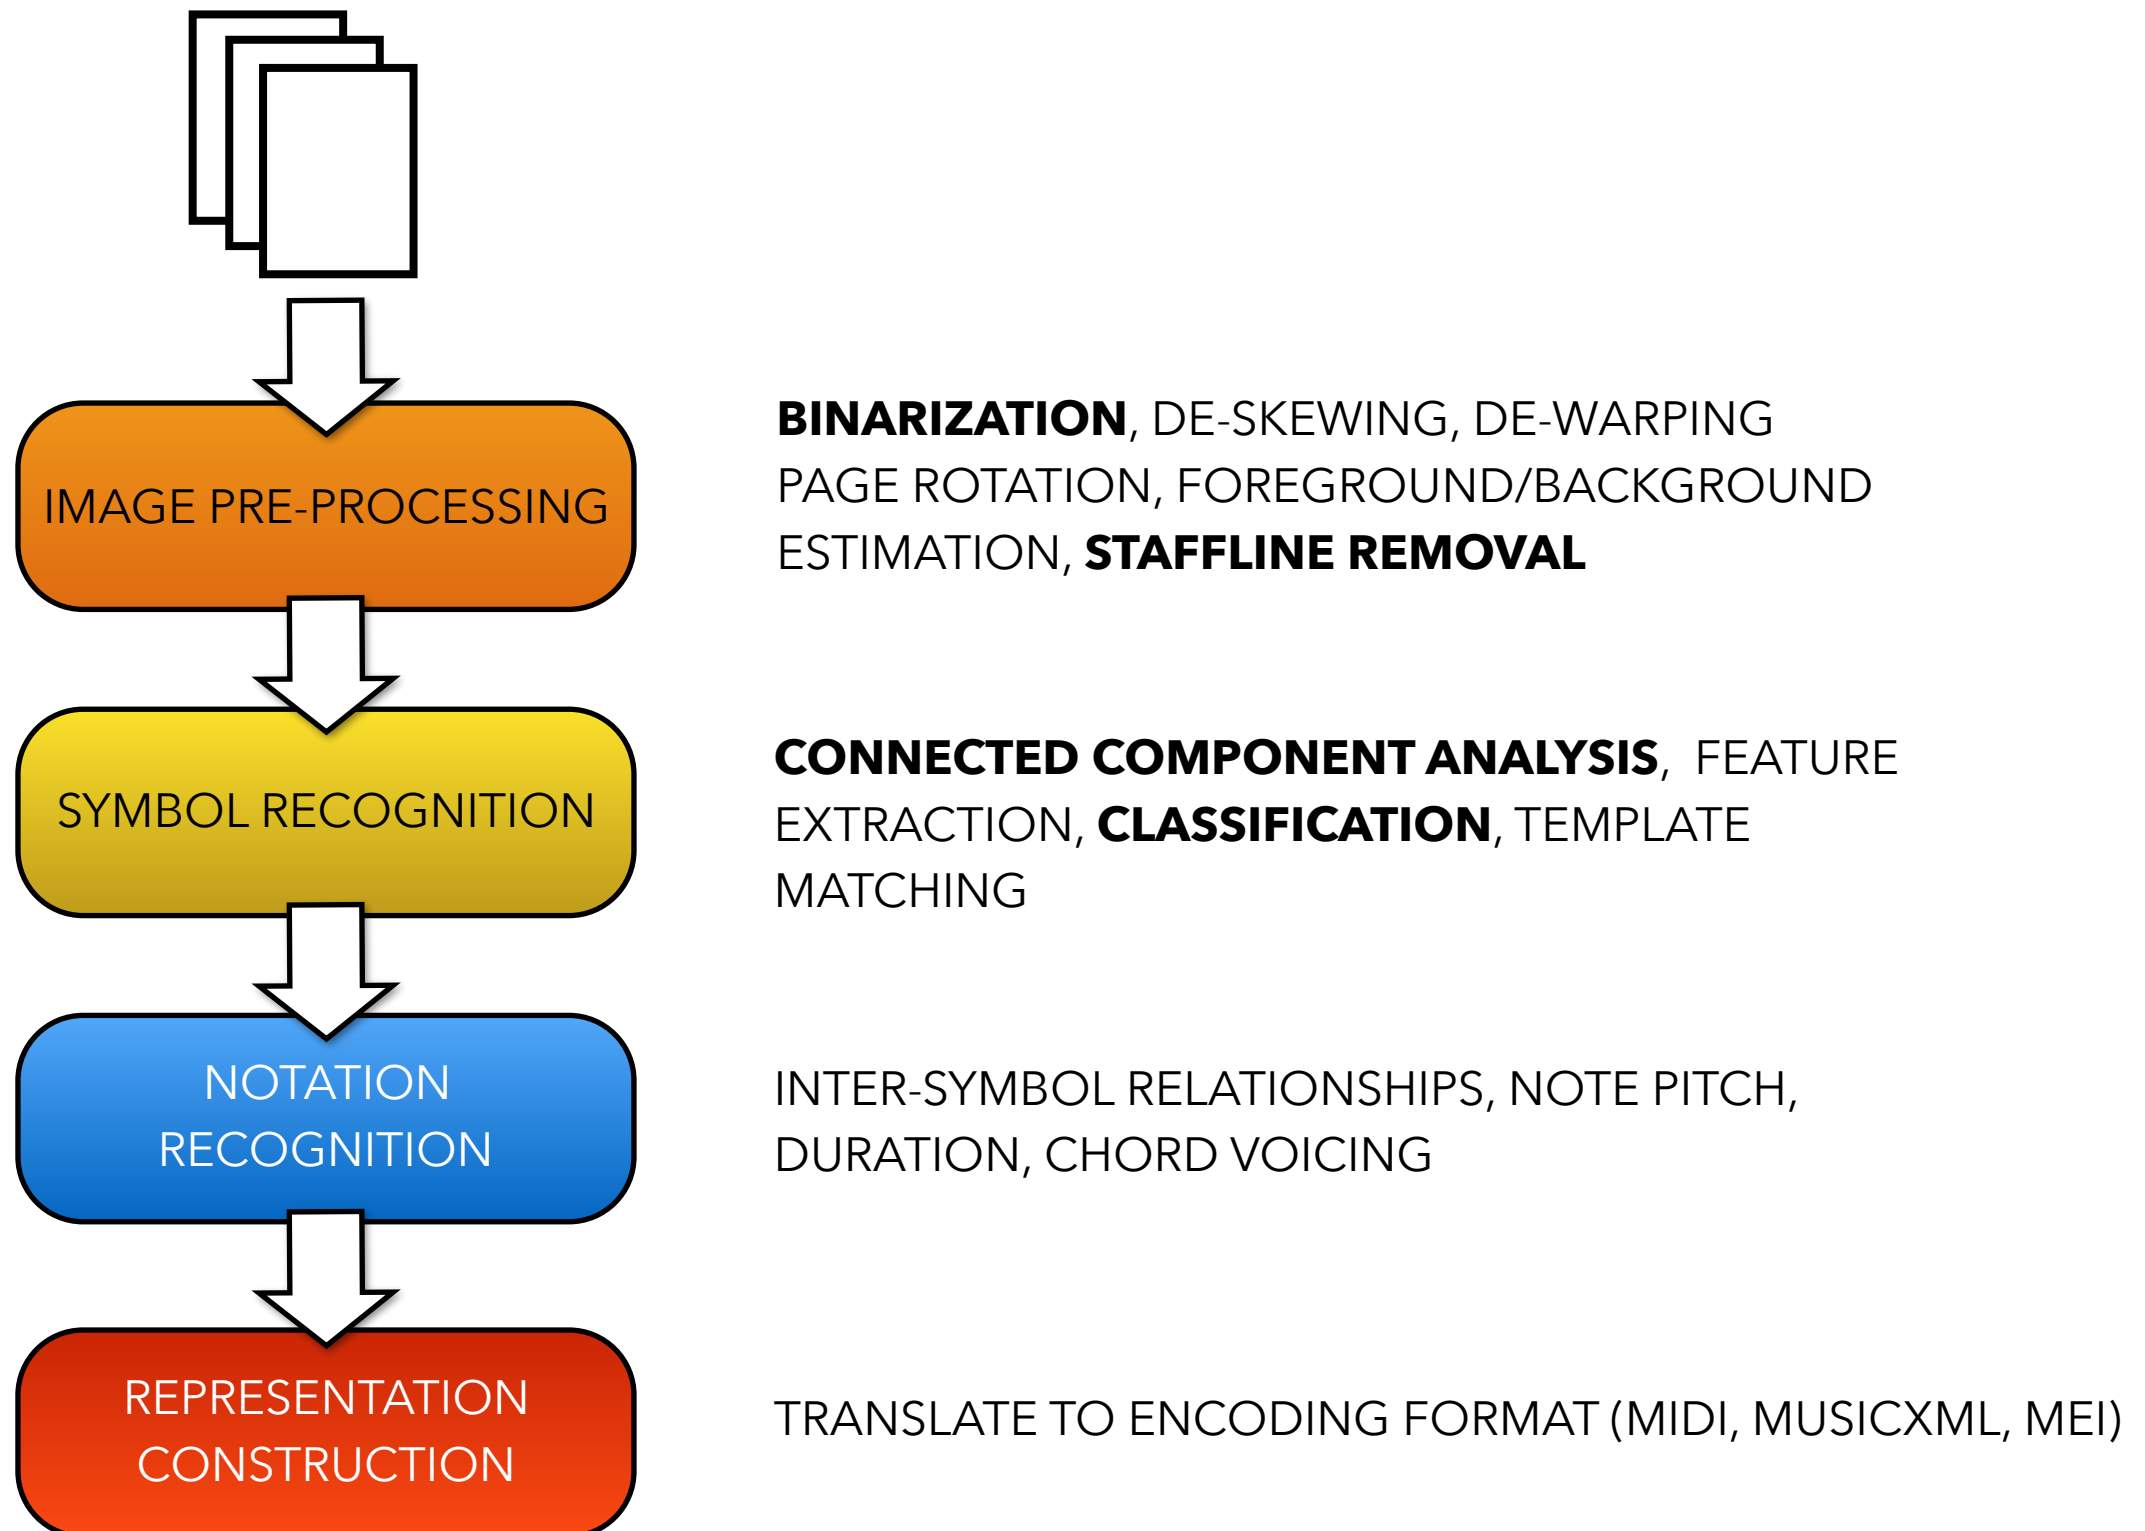 IMAGE PRE-PROCESSING
BINARIZATION, DE-SKEWING, DE-WARPING
PAGE ROTATION, FOREGROUND/BACKGROUND
ESTIMATION, STAFFLINE REMOVAL
SYMBOL RECOGNITION
CONNECTED COMPONENT ANALYSIS, FEATURE
EXTRACTION, CLASSIFICATION, TEMPLATE
MATCHING
NOTATION
RECOGNITION
INTER-SYMBOL RELATIONSHIPS, NOTE PITCH,
DURATION, CHORD VOICING
REPRESENTATION
CONSTRUCTION
TRANSLATE TO ENCODING FORMAT (MIDI, MUSICXML, MEI)